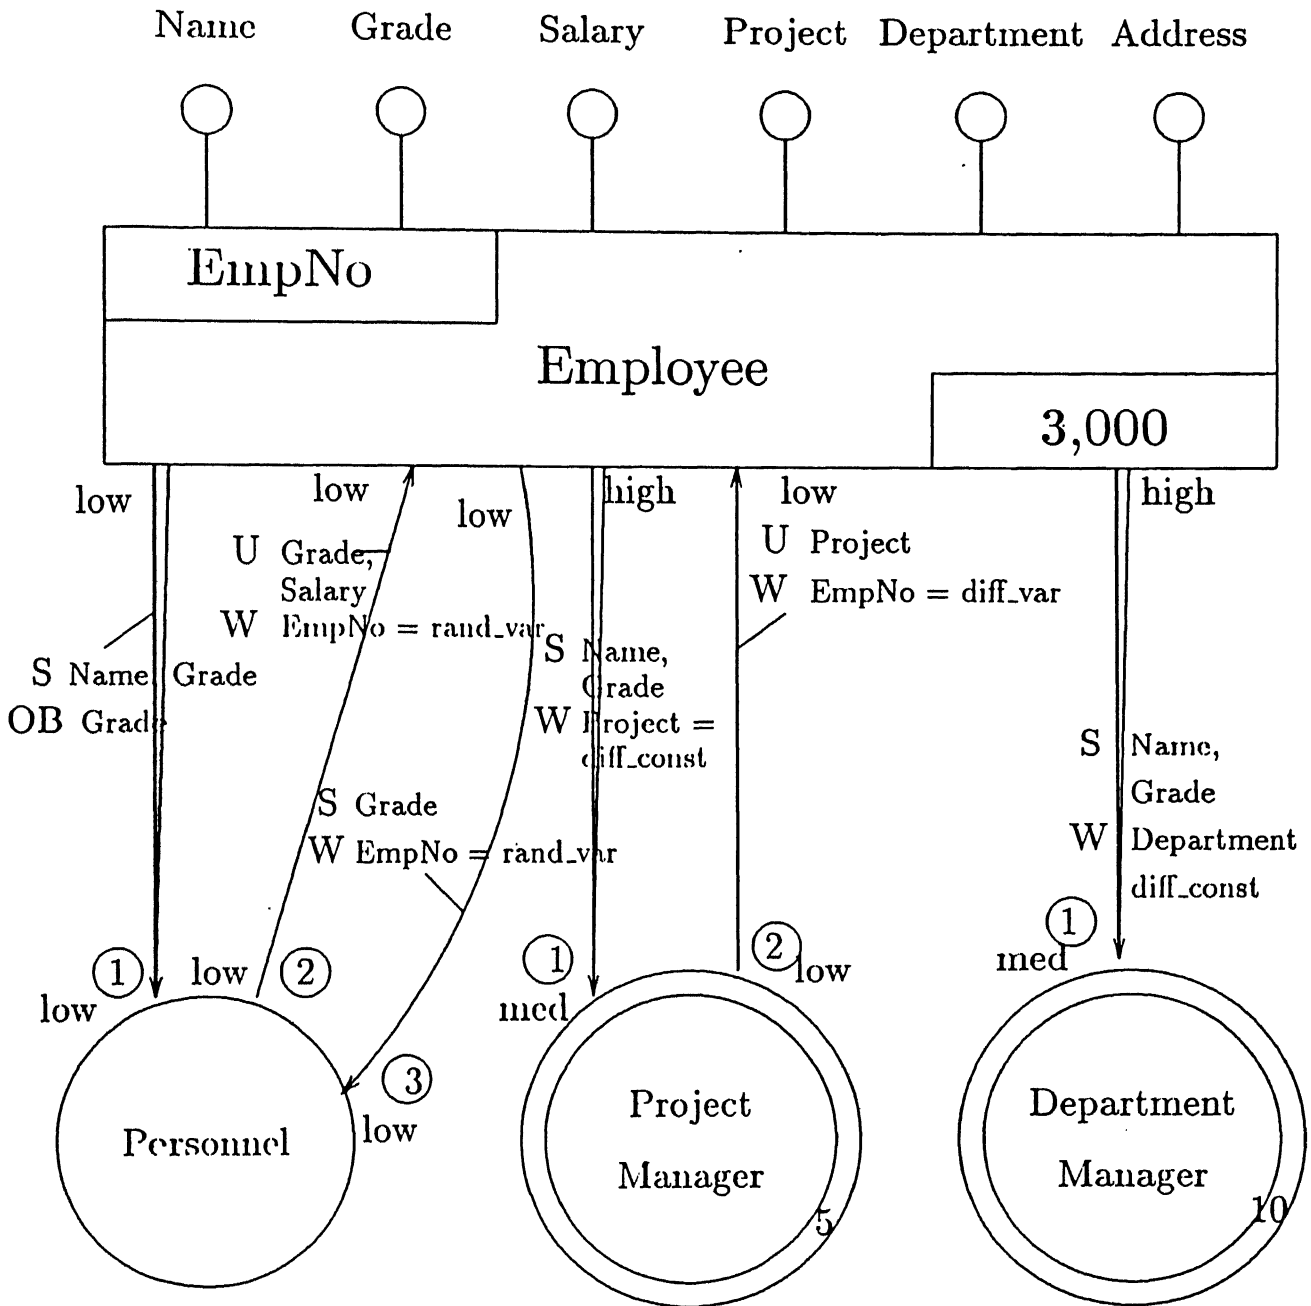 Name Grade Salary Project Department Address
EmpNo
Employee
3,000
low
low
low
high
low
high
U Grade,
Salary
W EmpNo = rand_var
U Project
W EmpNo = diff_var
S Name, Grade
OB Grade
S Name,
Grade
W Project =
diff_const
S Grade
W EmpNo = rand_var
S Name,
Grade
W Department
diff_const
1
low
low
2
3
low
1
med
2
low
1
med
Personnel
Project
Manager
5
Department
Manager
10